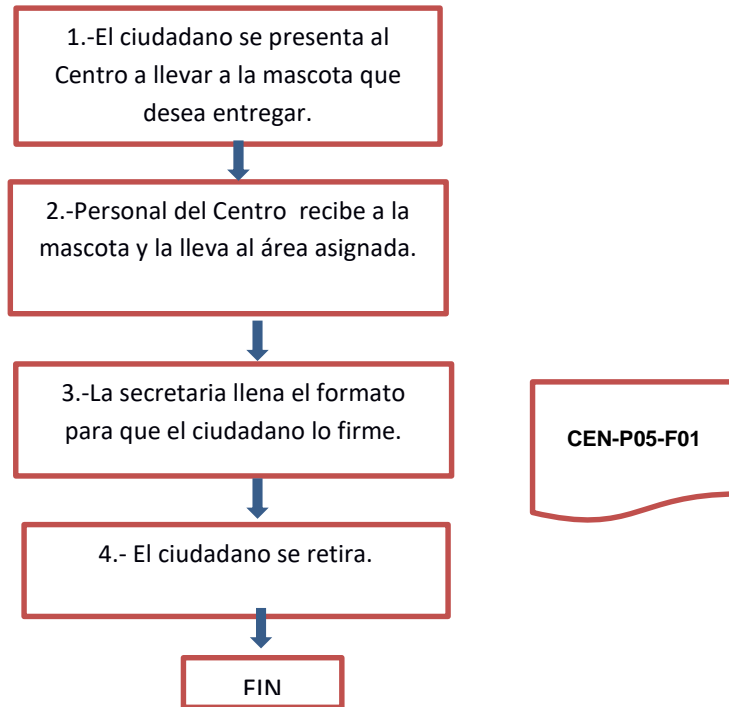 1.-El ciudadano se presenta al
Centro a llevar a la mascota que
desea entregar.
2.-Personal del Centro recibe a la
mascota y la lleva al área asignada.
3.-La secretaria llena el formato
para que el ciudadano lo firme.
CEN-P05-F01
4.- El ciudadano se retira.
FIN